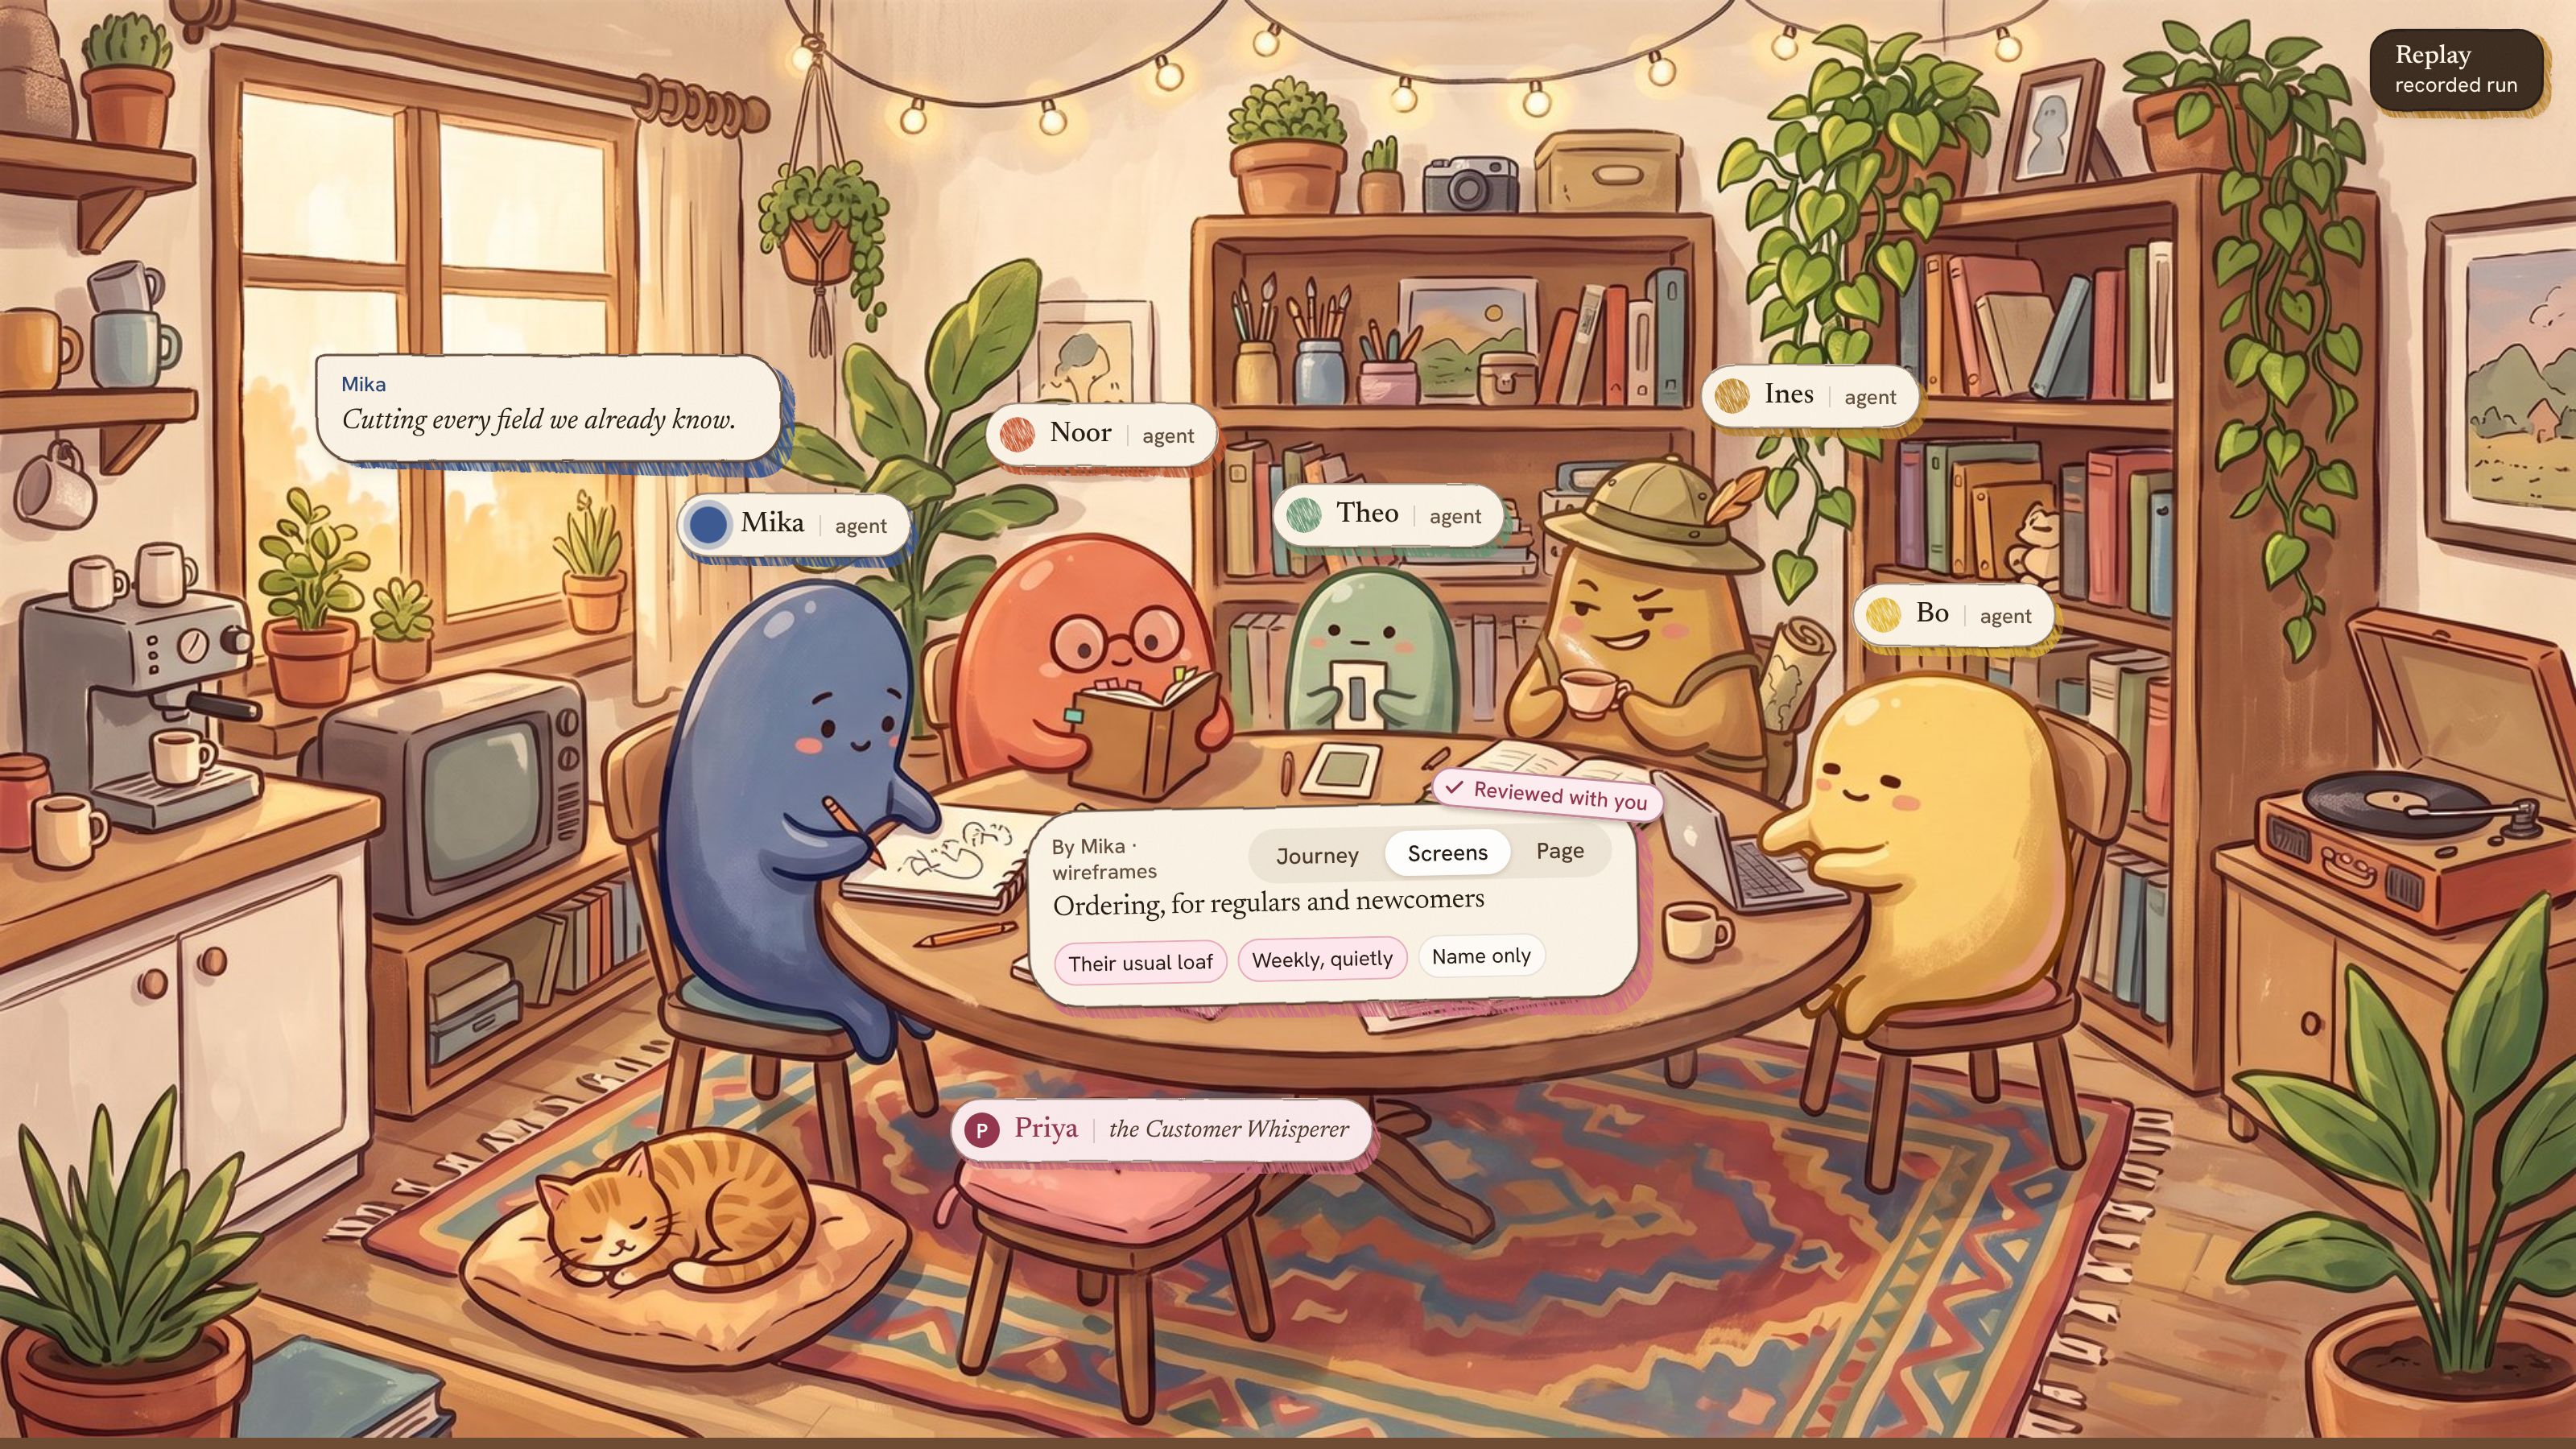 Replay
recorded run
Mika
Cutting every field we already know.
Noor | agent
Ines | agent
Mika | agent
Theo | agent
Bo | agent
✓ Reviewed with you
By Mika ·
wireframes
Journey
Screens
Page
Ordering, for regulars and newcomers
Their usual loaf
Weekly, quietly
Name only
P Priya | the Customer Whisperer